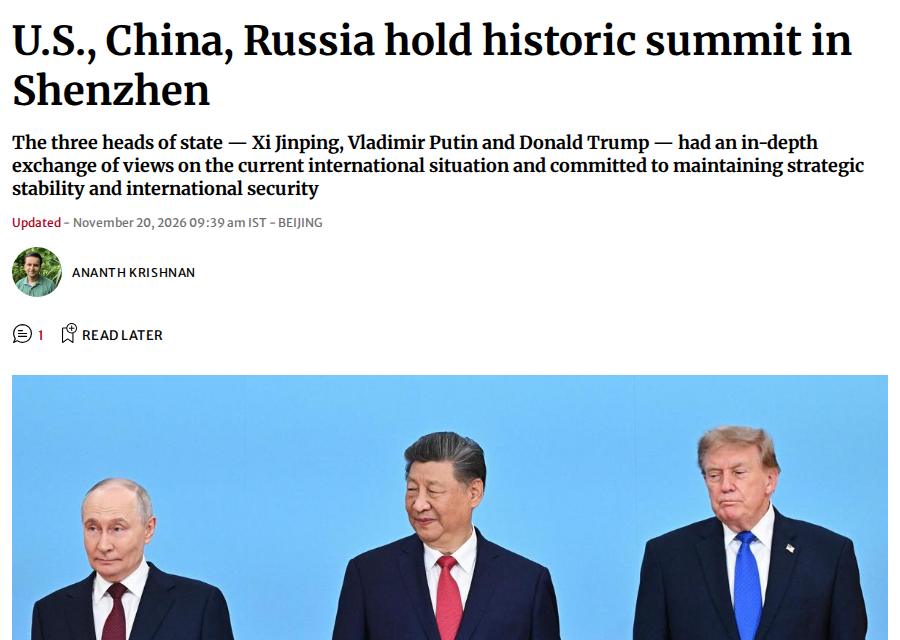 U.S., China, Russia hold historic summit in
Shenzhen
The three heads of state — Xi Jinping, Vladimir Putin and Donald Trump — had an in-depth
exchange of views on the current international situation and committed to maintaining strategic
stability and international security
Updated - November 20, 2026 09:39 am IST - BEIJING
ANANTH KRISHNAN
1 READ LATER